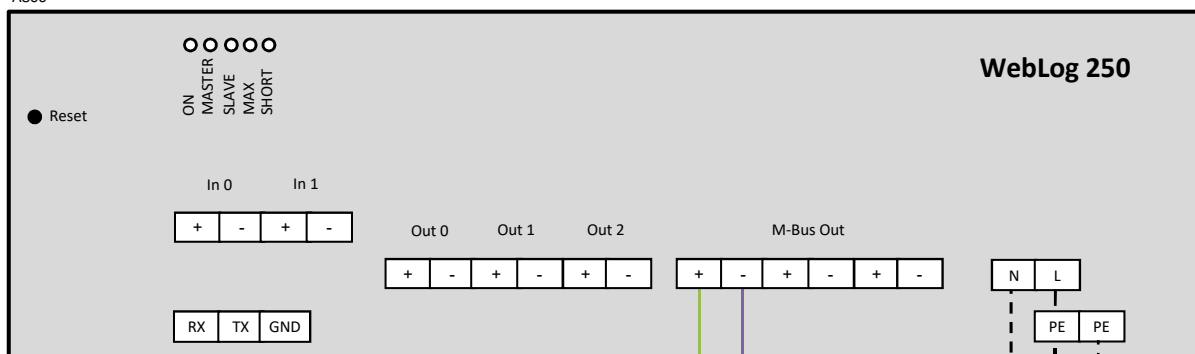 WebLog 250
ON
MASTER
SLAVE
MAX
SHORT
Reset
In 0 In 1
+ - + -
Out 0 Out 1 Out 2 M-Bus Out
+ - + - + - + - + - + -
N L
RX TX GND
PE PE